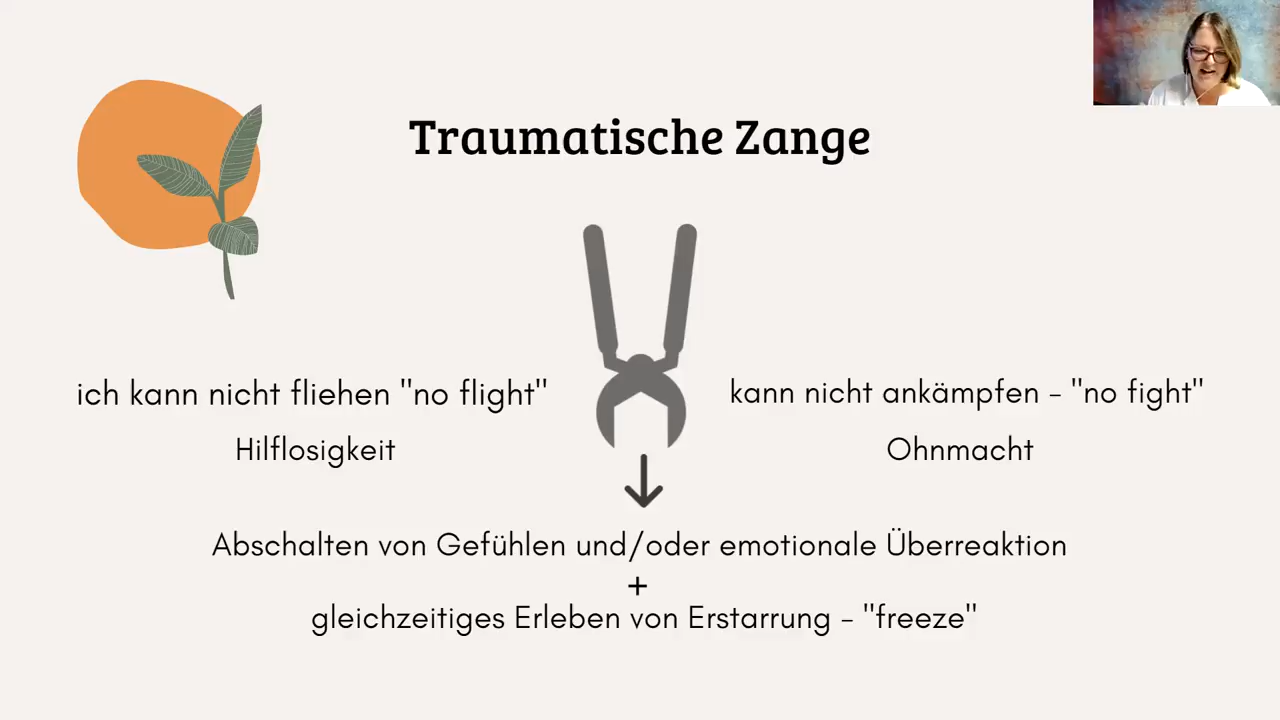 Traumatische Zange
ich kann nicht fliehen "no flight"
Hilflosigkeit
kann nicht ankämpfen - "no fight"
Ohnmacht
Abschalten von Gefühlen und/oder emotionale Überreaktion
+
gleichzeitiges Erleben von Erstarrung - "freeze"